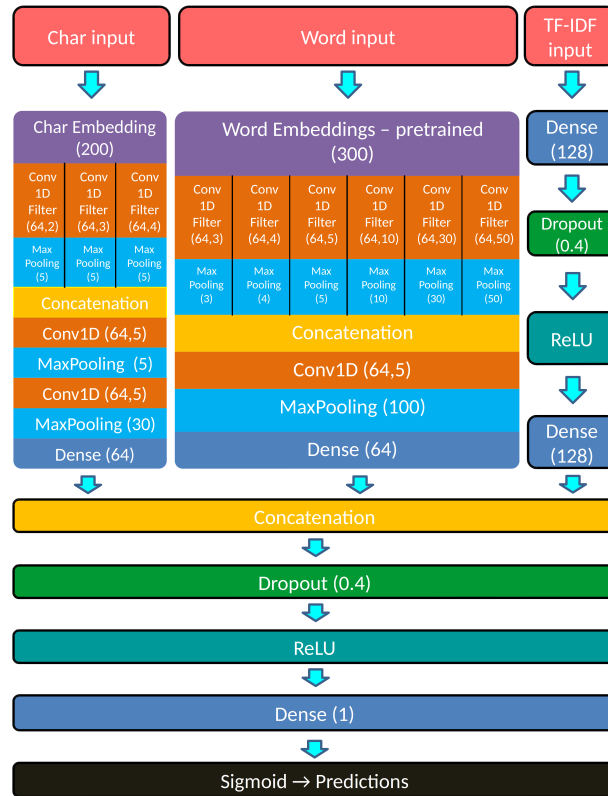 Char input
Word input
TF-IDF
input
Char Embedding
(200)
Conv
1D
Filter
(64,2)
Conv
1D
Filter
(64,3)
Conv
1D
Filter
(64,4)
Max
Pooling
(5)
Max
Pooling
(5)
Max
Pooling
(5)
Concatenation
Conv1D (64,5)
MaxPooling (5)
Conv1D (64,5)
MaxPooling (30)
Dense (64)
Word Embeddings – pretrained
(300)
Conv
1D
Filter
(64,3)
Conv
1D
Filter
(64,4)
Conv
1D
Filter
(64,5)
Conv
1D
Filter
(64,10)
Conv
1D
Filter
(64,30)
Conv
1D
Filter
(64,50)
Max
Pooling
(3)
Max
Pooling
(4)
Max
Pooling
(5)
Max
Pooling
(10)
Max
Pooling
(30)
Max
Pooling
(50)
Concatenation
Conv1D (64,5)
MaxPooling (100)
Dense (64)
Dense
(128)
Dropout
(0.4)
ReLU
Dense
(128)
Concatenation
Dropout (0.4)
ReLU
Dense (1)
Sigmoid → Predictions